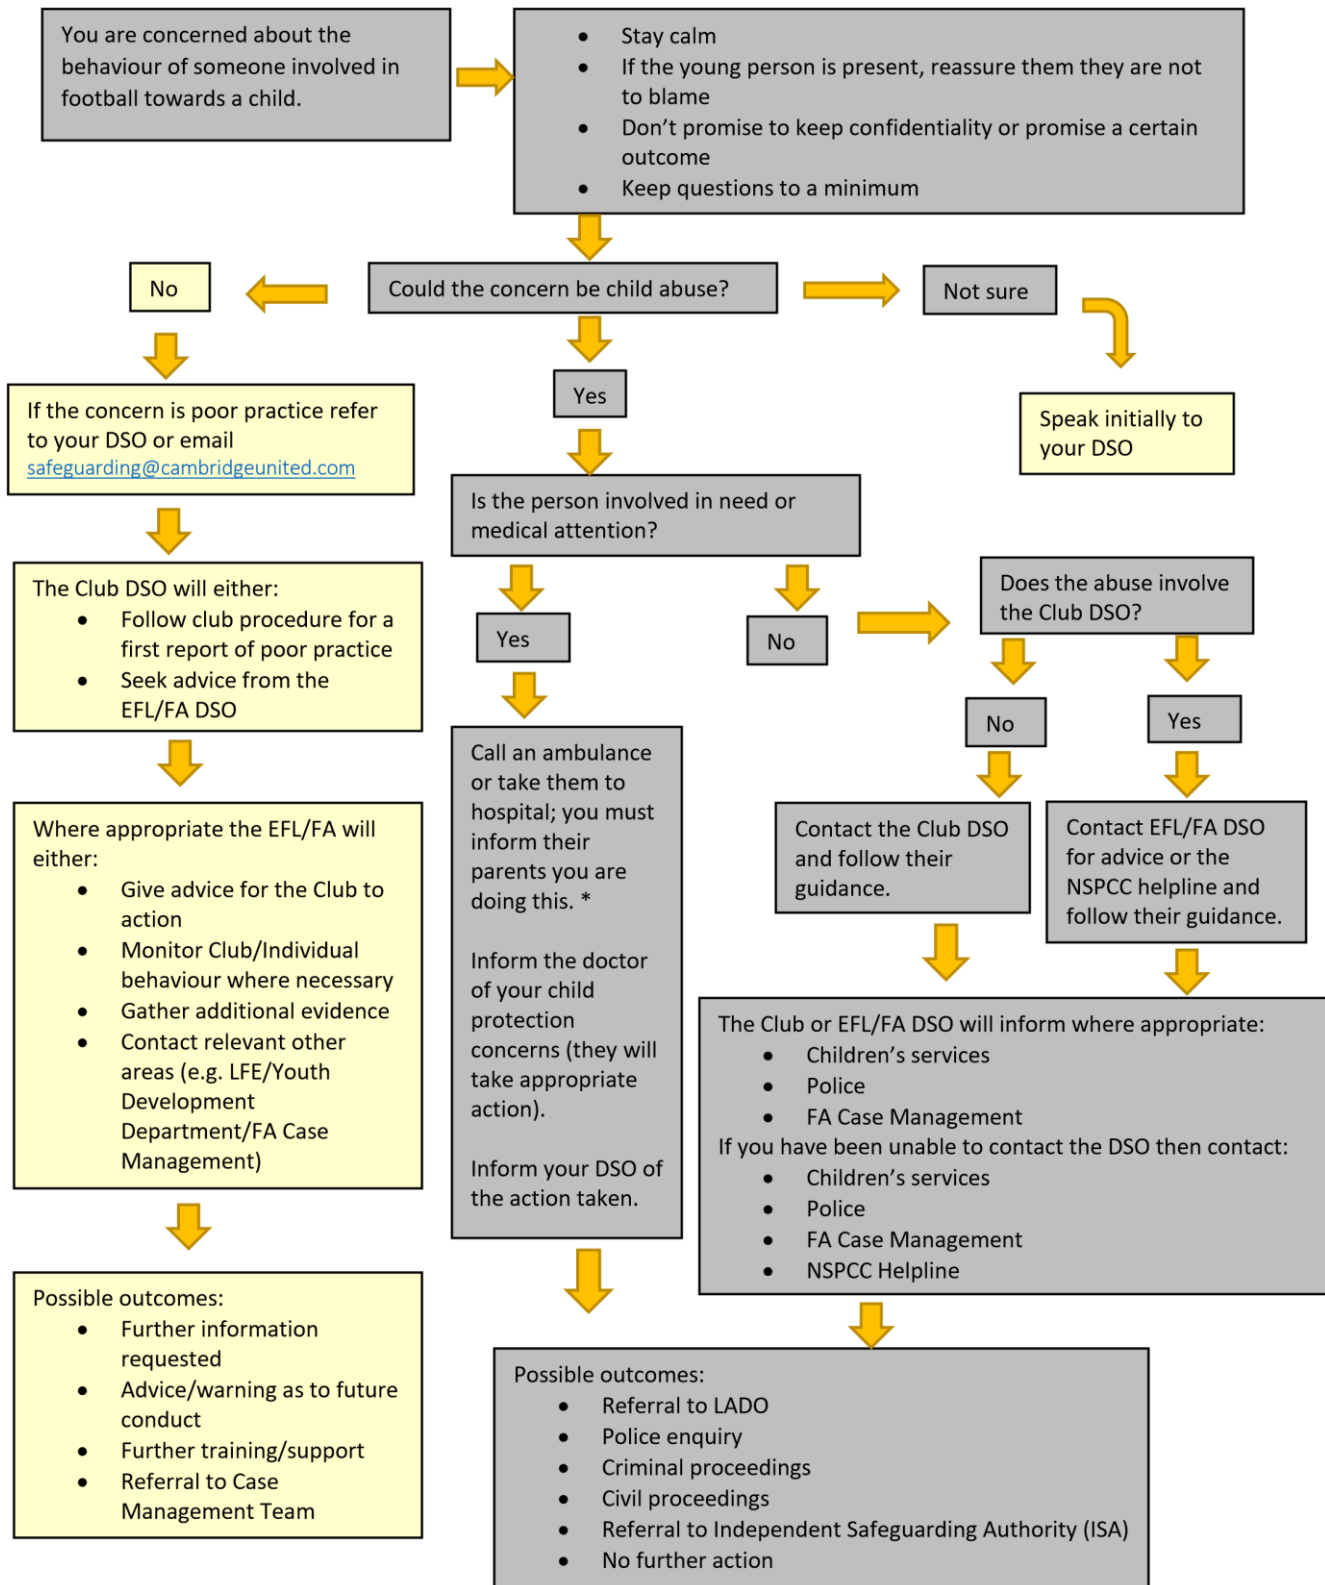 You are concerned about the
behaviour of someone involved in
football towards a child.
• Stay calm
• If the young person is present, reassure them they are not
to blame
• Don’t promise to keep confidentiality or promise a certain
outcome
• Keep questions to a minimum
No
Could the concern be child abuse?
Not sure
Yes
If the concern is poor practice refer
to your DSO or email
safeguarding@cambridgeunited.com
Speak initially to
your DSO
Is the person involved in need or
medical attention?
The Club DSO will either:
• Follow club procedure for a
first report of poor practice
• Seek advice from the
EFL/FA DSO
Yes
No
Does the abuse involve
the Club DSO?
No
Yes
Call an ambulance
or take them to
hospital; you must
inform their
parents you are
doing this. *
Inform the doctor
of your child
protection
concerns (they will
take appropriate
action).
Inform your DSO of
the action taken.
Contact the Club DSO
and follow their
guidance.
Contact EFL/FA DSO
for advice or the
NSPCC helpline and
follow their guidance.
Where appropriate the EFL/FA will
either:
• Give advice for the Club to
action
• Monitor Club/Individual
behaviour where necessary
• Gather additional evidence
• Contact relevant other
areas (e.g. LFE/Youth
Development
Department/FA Case
Management)
The Club or EFL/FA DSO will inform where appropriate:
• Children’s services
• Police
• FA Case Management
If you have been unable to contact the DSO then contact:
• Children’s services
• Police
• FA Case Management
• NSPCC Helpline
Possible outcomes:
• Further information
requested
• Advice/warning as to future
conduct
• Further training/support
• Referral to Case
Management Team
Possible outcomes:
• Referral to LADO
• Police enquiry
• Criminal proceedings
• Civil proceedings
• Referral to Independent Safeguarding Authority (ISA)
• No further action